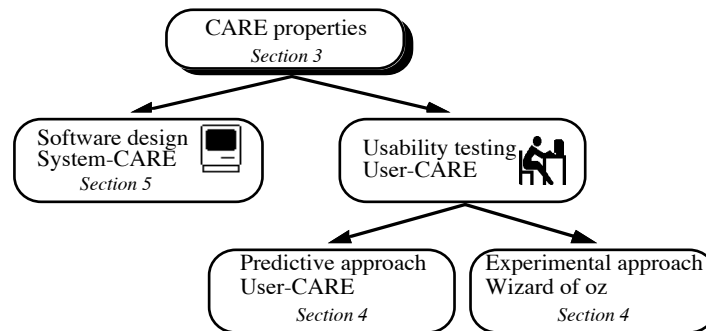 CARE properties
Section 3
Software design
System-CARE
Section 5
Usability testing
User-CARE
Predictive approach
User-CARE
Section 4
Experimental approach
Wizard of oz
Section 4